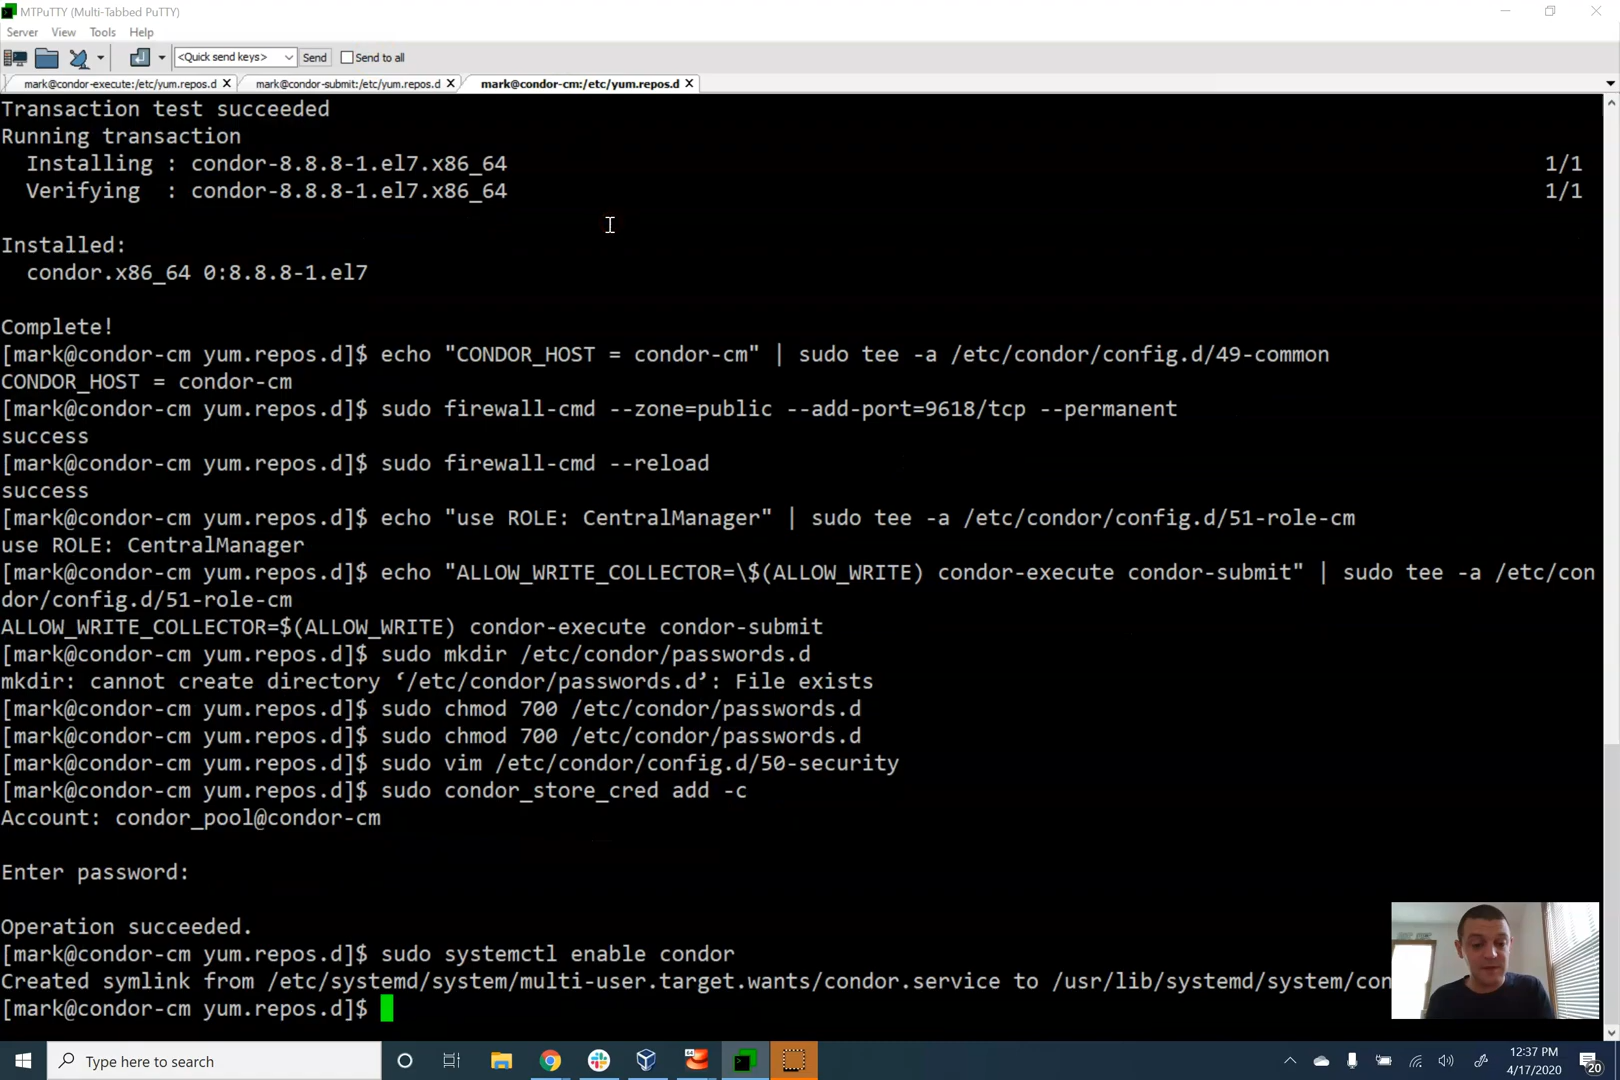 MTPuTTY (Multi-Tabbed PuTTY)
Server View Tools Help
<Quick send keys> Send Send to all
mark@condor-execute:/etc/yum.repos.d mark@condor-submit:/etc/yum.repos.d mark@condor-cm:/etc/yum.repos.d
Transaction test succeeded
Running transaction
Installing : condor-8.8.8-1.el7.x86_64 1/1
Verifying : condor-8.8.8-1.el7.x86_64 1/1
Installed:
condor.x86_64 0:8.8.8-1.el7
Complete!
[mark@condor-cm yum.repos.d]$ echo "CONDOR_HOST = condor-cm" | sudo tee -a /etc/condor/config.d/49-common
CONDOR_HOST = condor-cm
[mark@condor-cm yum.repos.d]$ sudo firewall-cmd --zone=public --add-port=9618/tcp --permanent
success
[mark@condor-cm yum.repos.d]$ sudo firewall-cmd --reload
success
[mark@condor-cm yum.repos.d]$ echo "use ROLE: CentralManager" | sudo tee -a /etc/condor/config.d/51-role-cm
use ROLE: CentralManager
[mark@condor-cm yum.repos.d]$ echo "ALLOW_WRITE_COLLECTOR=\$(ALLOW_WRITE) condor-execute condor-submit" | sudo tee -a /etc/con
dor/config.d/51-role-cm
ALLOW_WRITE_COLLECTOR=$(ALLOW_WRITE) condor-execute condor-submit
[mark@condor-cm yum.repos.d]$ sudo mkdir /etc/condor/passwords.d
mkdir: cannot create directory ‘/etc/condor/passwords.d’: File exists
[mark@condor-cm yum.repos.d]$ sudo chmod 700 /etc/condor/passwords.d
[mark@condor-cm yum.repos.d]$ sudo chmod 700 /etc/condor/passwords.d
[mark@condor-cm yum.repos.d]$ sudo vim /etc/condor/config.d/50-security
[mark@condor-cm yum.repos.d]$ sudo condor_store_cred add -c
Account: condor_pool@condor-cm
Enter password:
Operation succeeded.
[mark@condor-cm yum.repos.d]$ sudo systemctl enable condor
Created symlink from /etc/systemd/system/multi-user.target.wants/condor.service to /usr/lib/systemd/system/con
[mark@condor-cm yum.repos.d]$
Type here to search
12:37 PM
4/17/2020
20